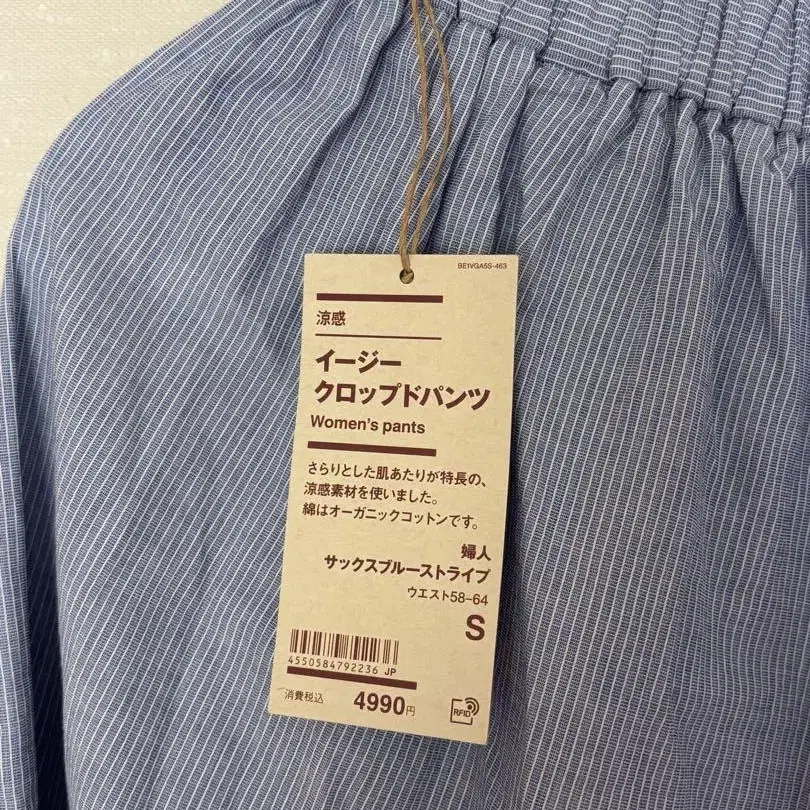 BE1VGA5S-463
涼感
イージー
クロップドパンツ
Women's pants
さらりとした肌あたりが特長の、
涼感素材を使いました。
綿はオーガニックコットンです。
婦人
サックスブルーストライプ
ウエスト58-64
S
4550584792236 JP
消費税込 4990円
RFID